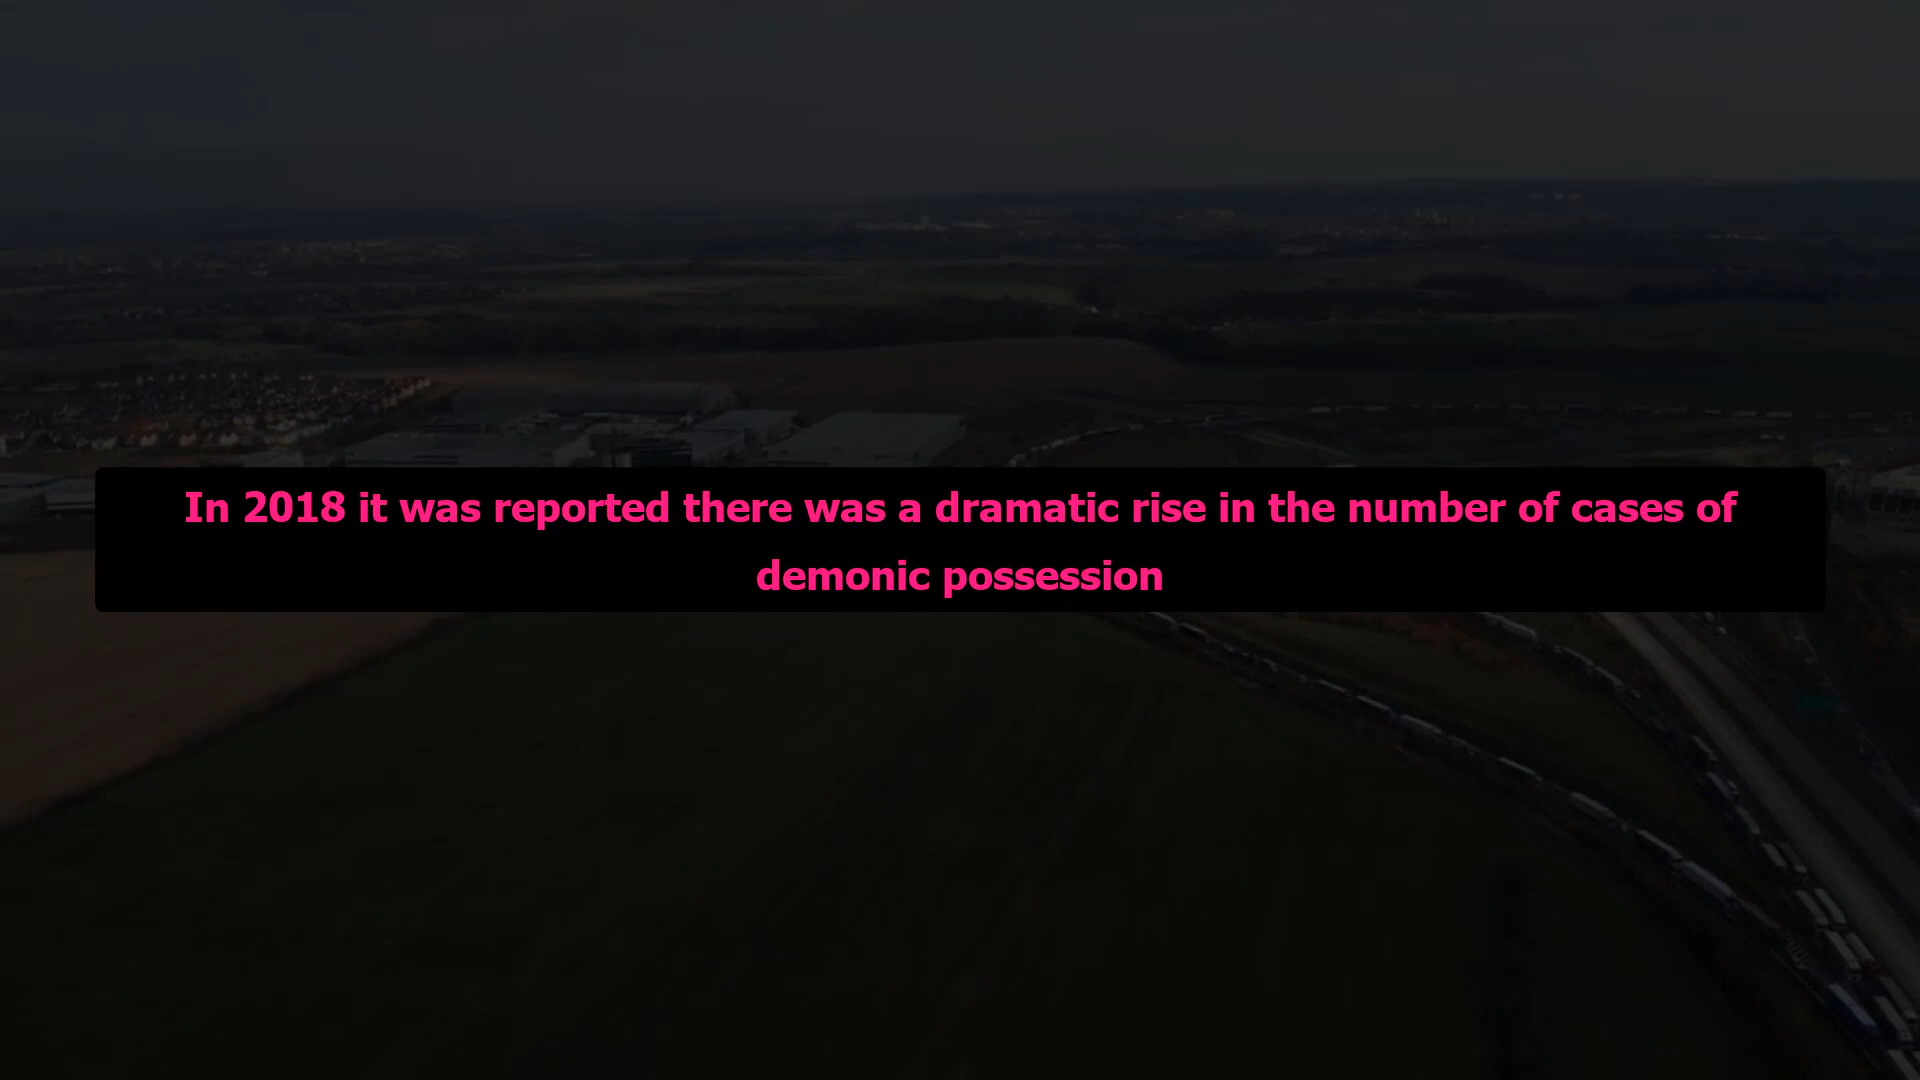 In 2018 it was reported there was a dramatic rise in the number of cases of
demonic possession